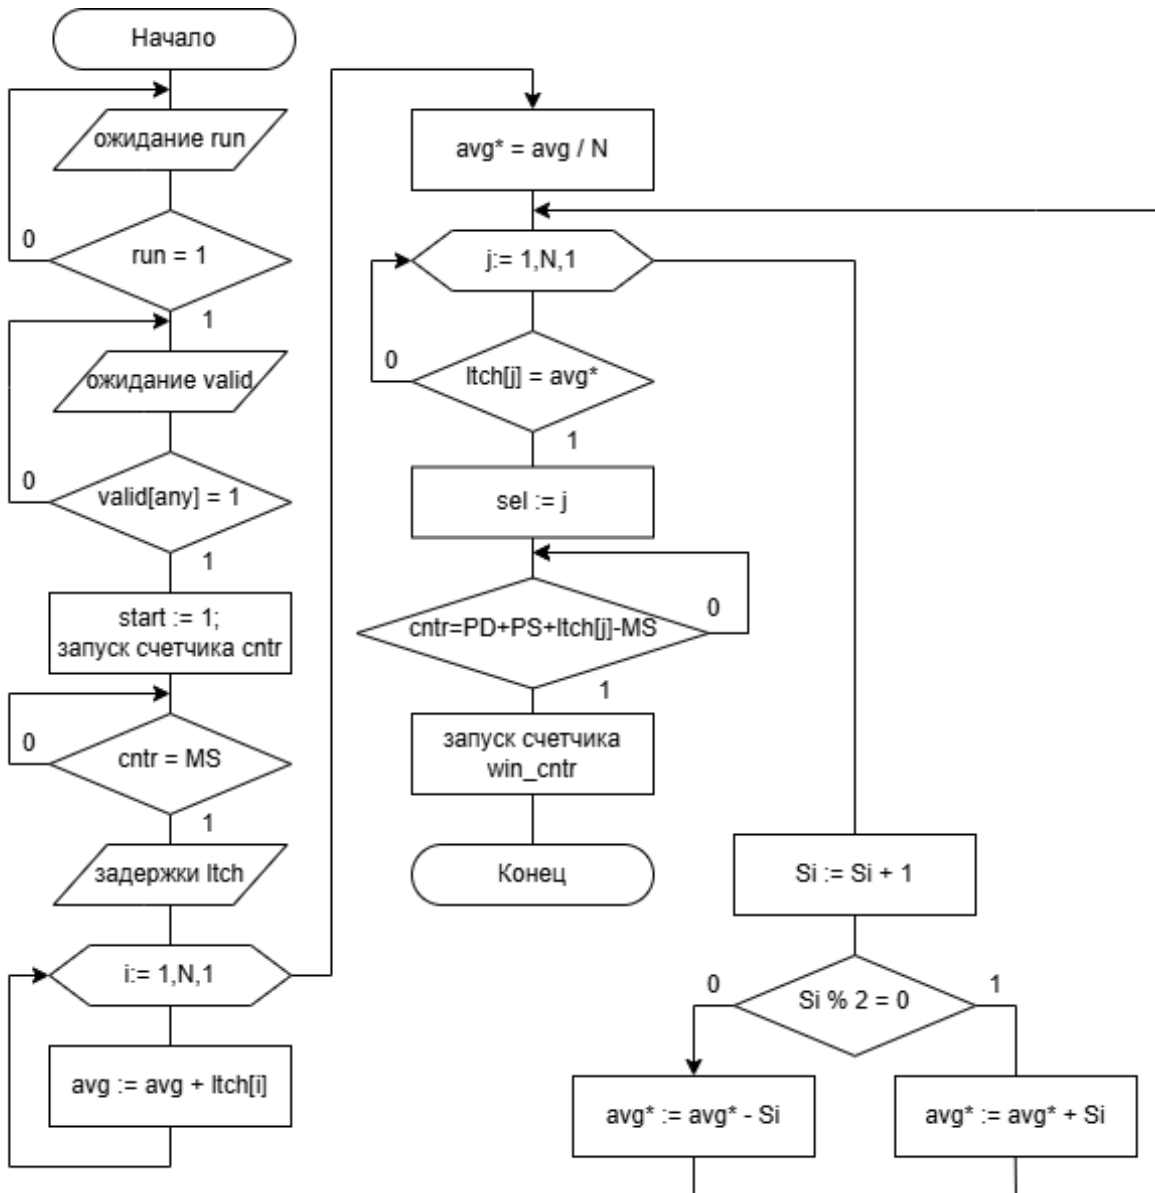 Начало
ожидание run
run = 1
0
1
ожидание valid
valid[any] = 1
0
1
start := 1;
запуск счетчика cntr
cntr = MS
0
1
задержки ltch
i:= 1,N,1
avg := avg + ltch[i]
avg* = avg / N
j:= 1,N,1
ltch[j] = avg*
0
1
sel := j
cntr=PD+PS+ltch[j]-MS
0
1
запуск счетчика
win_cntr
Конец
Si := Si + 1
Si % 2 = 0
0
1
avg* := avg* - Si
avg* := avg* + Si